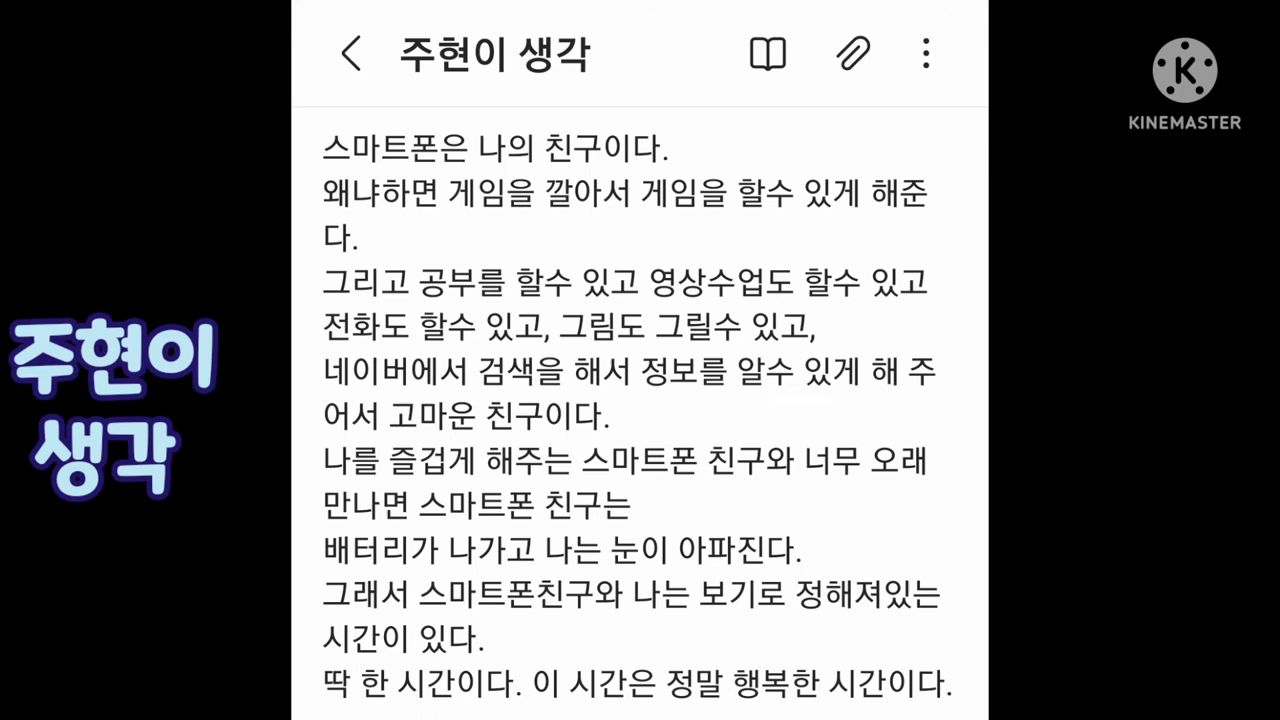 주현이 생각
KINEMASTER
스마트폰은 나의 친구이다.
왜냐하면 게임을 깔아서 게임을 할수 있게 해준
다.
그리고 공부를 할수 있고 영상수업도 할수 있고
전화도 할수 있고, 그림도 그릴수 있고,
네이버에서 검색을 해서 정보를 알수 있게 해 주
어서 고마운 친구이다.
나를 즐겁게 해주는 스마트폰 친구와 너무 오래
만나면 스마트폰 친구는
배터리가 나가고 나는 눈이 아파진다.
그래서 스마트폰친구와 나는 보기로 정해져있는
시간이 있다.
딱 한 시간이다. 이 시간은 정말 행복한 시간이다.
주현이
생각